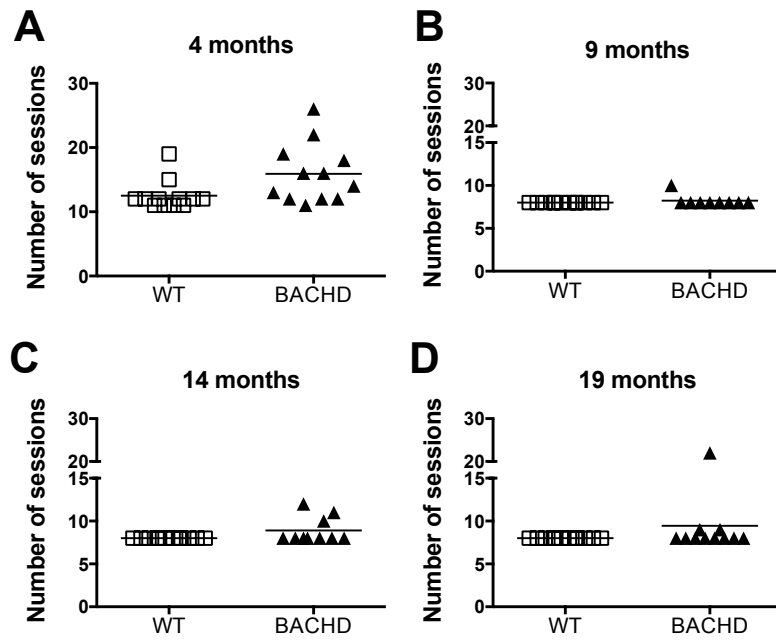 A
4 months
Number of sessions
30
20
10
0
WT
BACHD
B
9 months
Number of sessions
30
20
15
10
5
0
WT
BACHD
C
14 months
Number of sessions
30
20
15
10
5
0
WT
BACHD
D
19 months
Number of sessions
30
20
15
10
5
0
WT
BACHD